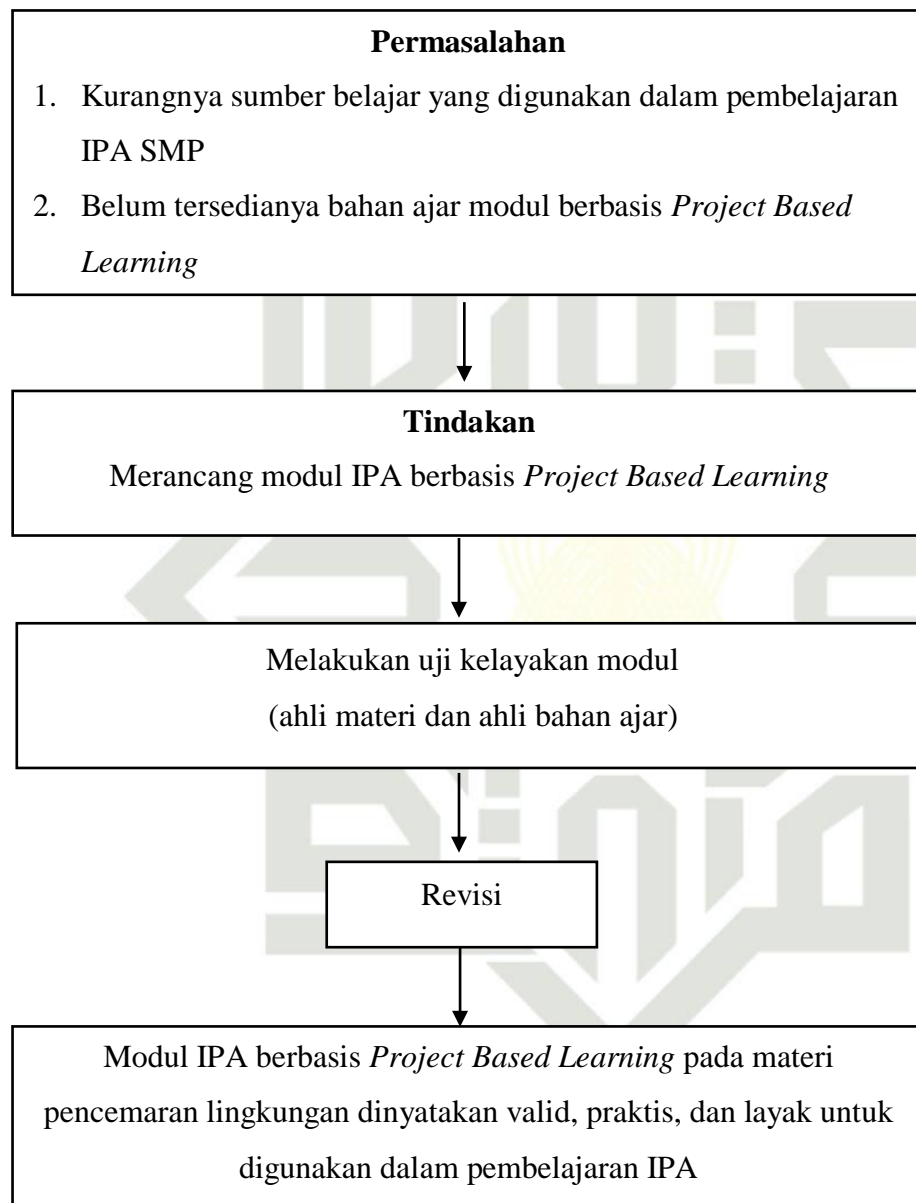 Permasalahan
1. Kurangnya sumber belajar yang digunakan dalam pembelajaran
IPA SMP
2. Belum tersedianya bahan ajar modul berbasis Project Based
Learning
Tindakan
Merancang modul IPA berbasis Project Based Learning
Melakukan uji kelayakan modul
(ahli materi dan ahli bahan ajar)
Revisi
Modul IPA berbasis Project Based Learning pada materi
pencemaran lingkungan dinyatakan valid, praktis, dan layak untuk
digunakan dalam pembelajaran IPA